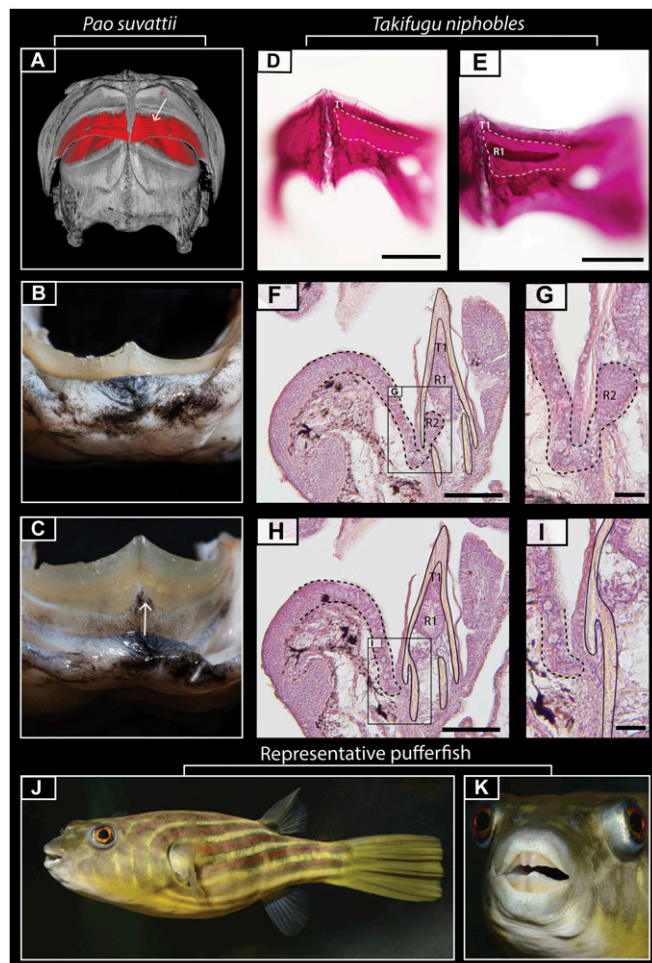 Pao suvattii
Takifugu niphobles
A
D
T1
E
T1
R1
B
F
T1
R1
G
R2
G
R2
C
H
T1
R1
I
I
Representative pufferfish
J
K